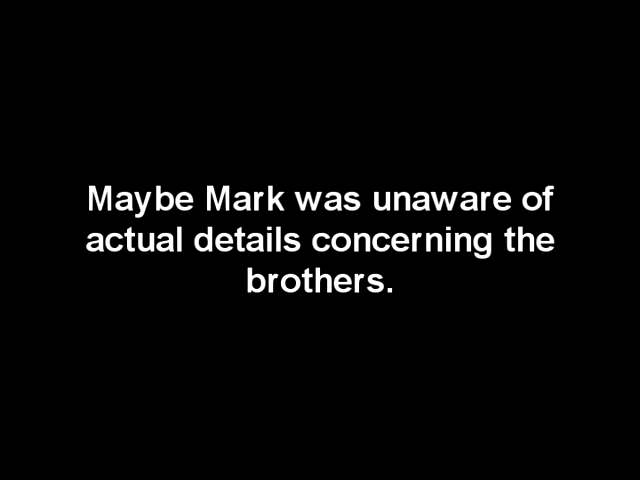 Maybe Mark was unaware of
actual details concerning the
brothers.